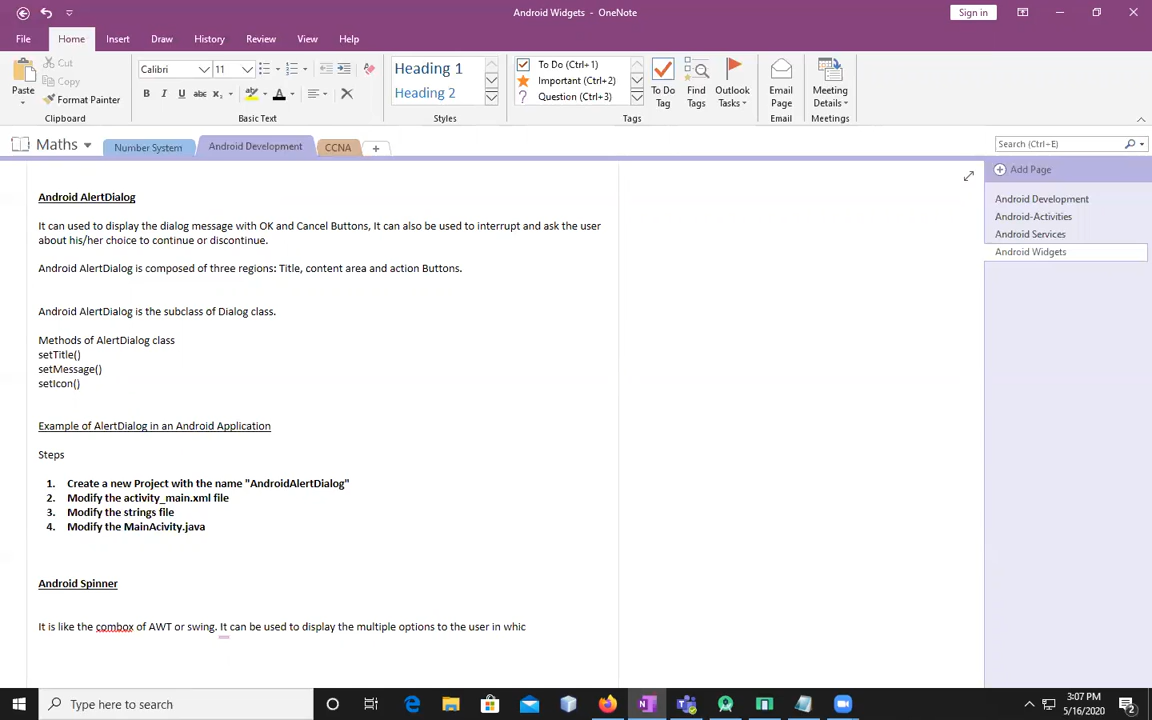 Android Widgets - OneNote
Sign in
File Home Insert Draw History Review View Help
Cut
Copy
Paste
Format Painter
Clipboard
Calibri 11
B I U abc x₂ A
Basic Text
Heading 1
Heading 2
Styles
To Do (Ctrl+1)
Important (Ctrl+2)
Question (Ctrl+3)
To Do Tag
Find Tags
Outlook Tasks
Tags
Email Page
Email
Meeting Details
Meetings
Maths
Number System
Android Development
CCNA
Search (Ctrl+E)
Add Page
Android Development
Android-Activities
Android Services
Android Widgets
Android AlertDialog
It can used to display the dialog message with OK and Cancel Buttons, It can also be used to interrupt and ask the user
about his/her choice to continue or discontinue.
Android AlertDialog is composed of three regions: Title, content area and action Buttons.
Android AlertDialog is the subclass of Dialog class.
Methods of AlertDialog class
setTitle()
setMessage()
setIcon()
Example of AlertDialog in an Android Application
Steps
1. Create a new Project with the name "AndroidAlertDialog"
2. Modify the activity_main.xml file
3. Modify the strings file
4. Modify the MainAcivity.java
Android Spinner
It is like the combox of AWT or swing. It can be used to display the multiple options to the user in whic
Type here to search
3:07 PM
5/16/2020
2